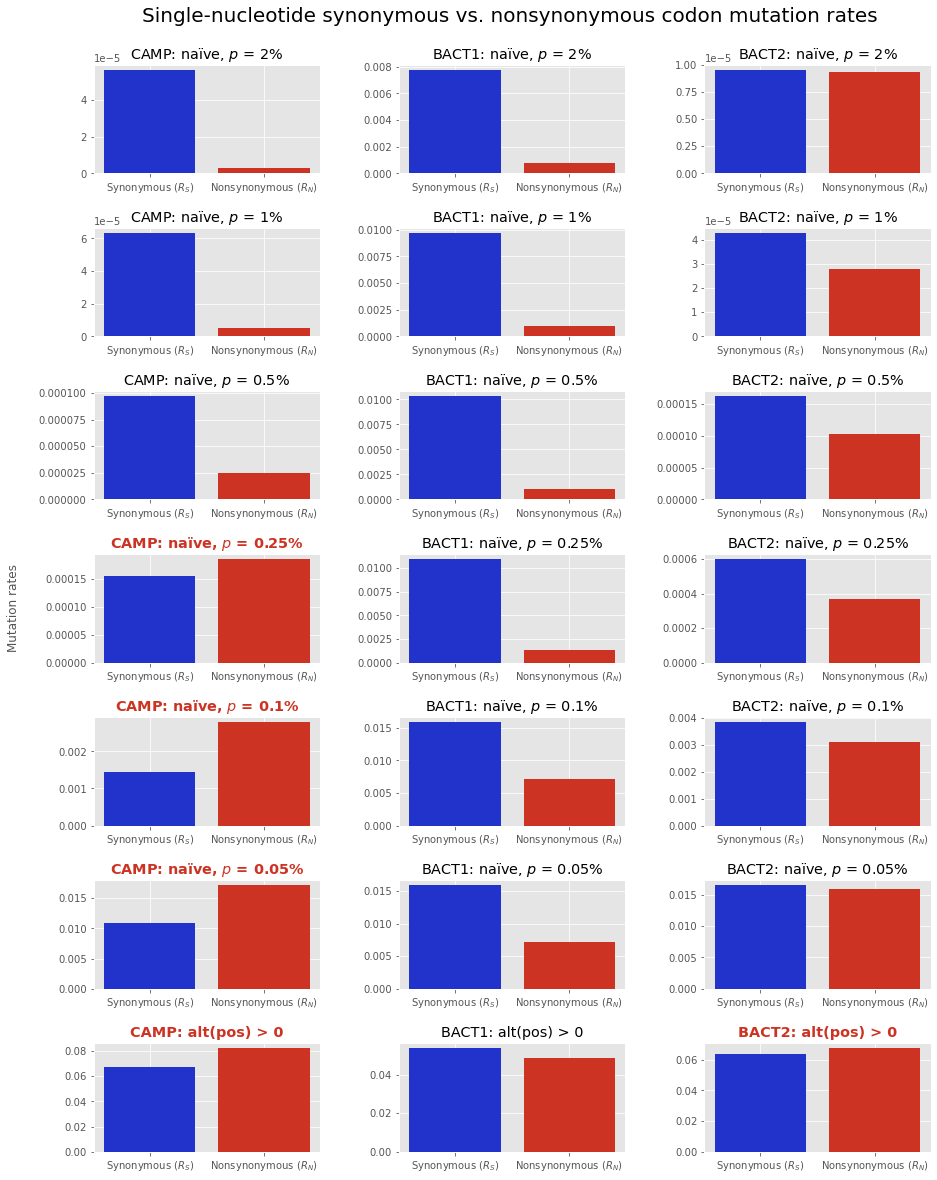 Single-nucleotide synonymous vs. nonsynonymous codon mutation rates
CAMP: naïve, p = 2%
BACT1: naïve, p = 2%
BACT2: naïve, p = 2%
1e−5
4
2
0
Synonymous (R_S) Nonsynonymous (R_N)
0.008
0.006
0.004
0.002
0.000
Synonymous (R_S) Nonsynonymous (R_N)
1e−5
1.00
0.75
0.50
0.25
0.00
Synonymous (R_S) Nonsynonymous (R_N)
CAMP: naïve, p = 1%
BACT1: naïve, p = 1%
BACT2: naïve, p = 1%
1e−5
6
4
2
0
Synonymous (R_S) Nonsynonymous (R_N)
0.0100
0.0075
0.0050
0.0025
0.0000
Synonymous (R_S) Nonsynonymous (R_N)
1e−5
4
3
2
1
0
Synonymous (R_S) Nonsynonymous (R_N)
CAMP: naïve, p = 0.5%
BACT1: naïve, p = 0.5%
BACT2: naïve, p = 0.5%
0.000100
0.000075
0.000050
0.000025
0.000000
Synonymous (R_S) Nonsynonymous (R_N)
0.0100
0.0075
0.0050
0.0025
0.0000
Synonymous (R_S) Nonsynonymous (R_N)
0.00015
0.00010
0.00005
0.00000
Synonymous (R_S) Nonsynonymous (R_N)
Mutation rates
CAMP: naïve, p = 0.25%
BACT1: naïve, p = 0.25%
BACT2: naïve, p = 0.25%
0.00015
0.00010
0.00005
0.00000
Synonymous (R_S) Nonsynonymous (R_N)
0.0100
0.0075
0.0050
0.0025
0.0000
Synonymous (R_S) Nonsynonymous (R_N)
0.0006
0.0004
0.0002
0.0000
Synonymous (R_S) Nonsynonymous (R_N)
CAMP: naïve, p = 0.1%
BACT1: naïve, p = 0.1%
BACT2: naïve, p = 0.1%
0.002
0.001
0.000
Synonymous (R_S) Nonsynonymous (R_N)
0.015
0.010
0.005
0.000
Synonymous (R_S) Nonsynonymous (R_N)
0.004
0.003
0.002
0.001
0.000
Synonymous (R_S) Nonsynonymous (R_N)
CAMP: naïve, p = 0.05%
BACT1: naïve, p = 0.05%
BACT2: naïve, p = 0.05%
0.015
0.010
0.005
0.000
Synonymous (R_S) Nonsynonymous (R_N)
0.015
0.010
0.005
0.000
Synonymous (R_S) Nonsynonymous (R_N)
0.015
0.010
0.005
0.000
Synonymous (R_S) Nonsynonymous (R_N)
CAMP: alt(pos) > 0
BACT1: alt(pos) > 0
BACT2: alt(pos) > 0
0.08
0.06
0.04
0.02
0.00
Synonymous (R_S) Nonsynonymous (R_N)
0.04
0.02
0.00
Synonymous (R_S) Nonsynonymous (R_N)
0.06
0.04
0.02
0.00
Synonymous (R_S) Nonsynonymous (R_N)